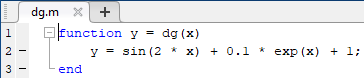 dg.m
1 function y = dg(x)
2 – y = sin(2 * x) + 0.1 * exp(x) + 1;
3 – end